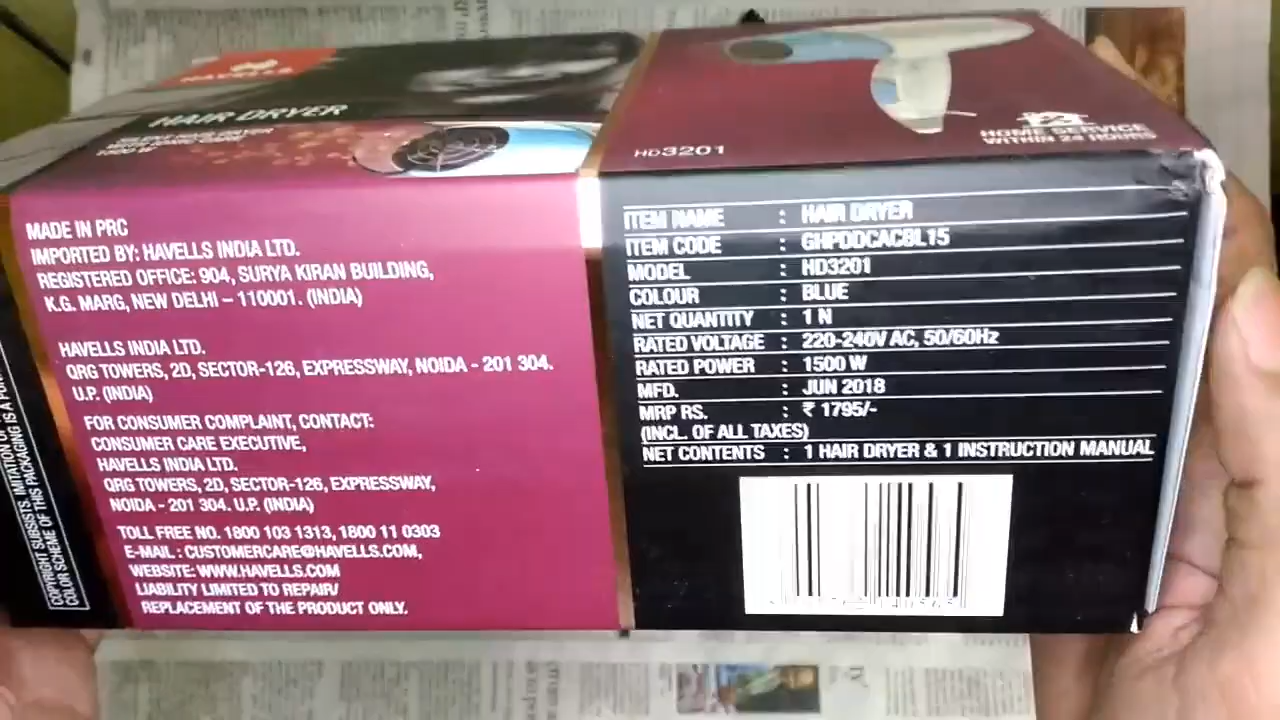 HAVELLS
HAIR DRYER
1500 W
HD3201
HOME SERVICE
WITHIN 24 HOURS
MADE IN PRC
IMPORTED BY: HAVELLS INDIA LTD.
REGISTERED OFFICE: 904, SURYA KIRAN BUILDING,
K.G. MARG, NEW DELHI – 110001. (INDIA)
HAVELLS INDIA LTD.
QRG TOWERS, 2D, SECTOR-126, EXPRESSWAY, NOIDA - 201 304.
U.P. (INDIA)
FOR CONSUMER COMPLAINT, CONTACT:
CONSUMER CARE EXECUTIVE,
HAVELLS INDIA LTD.
QRG TOWERS, 2D, SECTOR-126, EXPRESSWAY,
NOIDA - 201 304. U.P. (INDIA)
TOLL FREE NO. 1800 103 1313, 1800 11 0303
E-MAIL : CUSTOMERCARE@HAVELLS.COM,
WEBSITE: WWW.HAVELLS.COM
LIABILITY LIMITED TO REPAIR/
REPLACEMENT OF THE PRODUCT ONLY.
ITEM NAME : HAIR DRYER
ITEM CODE : GHPDDCACBL15
MODEL : HD3201
COLOUR : BLUE
NET QUANTITY : 1 N
RATED VOLTAGE : 220-240V AC, 50/60Hz
RATED POWER : 1500 W
MFD. : JUN 2018
MRP RS. : ₹ 1795/-
(INCL. OF ALL TAXES)
NET CONTENTS : 1 HAIR DRYER & 1 INSTRUCTION MANUAL
COPYRIGHT SUBSISTS. IMITATION OF
COLOR SCHEME OF THIS PACKAGING IS A